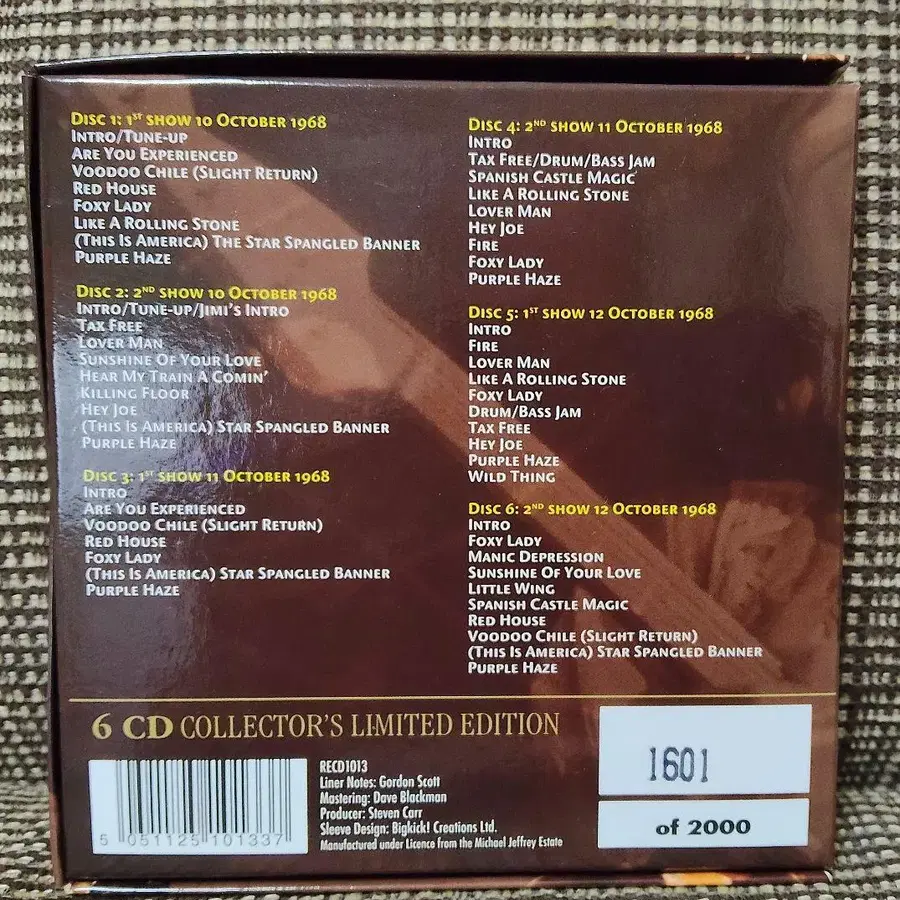 Disc 1: 1st show 10 October 1968
Intro/Tune-up
Are You Experienced
Voodoo Chile (Slight Return)
Red House
Foxy Lady
Like A Rolling Stone
(This Is America) The Star Spangled Banner
Purple Haze
Disc 2: 2nd show 10 October 1968
Intro/Tune-up/Jimi's Intro
Tax Free
Lover Man
Sunshine Of Your Love
Hear My Train A Comin'
Killing Floor
Hey Joe
(This Is America) Star Spangled Banner
Purple Haze
Disc 3: 1st show 11 October 1968
Intro
Are You Experienced
Voodoo Chile (Slight Return)
Red House
Foxy Lady
(This Is America) Star Spangled Banner
Purple Haze
Disc 4: 2nd show 11 October 1968
Intro
Tax Free/Drum/Bass Jam
Spanish Castle Magic
Like A Rolling Stone
Lover Man
Hey Joe
Fire
Foxy Lady
Purple Haze
Disc 5: 1st show 12 October 1968
Intro
Fire
Lover Man
Like A Rolling Stone
Foxy Lady
Drum/Bass Jam
Tax Free
Hey Joe
Purple Haze
Wild Thing
Disc 6: 2nd show 12 October 1968
Intro
Foxy Lady
Manic Depression
Sunshine Of Your Love
Little Wing
Spanish Castle Magic
Red House
Voodoo Chile (Slight Return)
(This Is America) Star Spangled Banner
Purple Haze
6 CD COLLECTOR'S LIMITED EDITION
5 051125 101337
RECD1013
Liner Notes: Gordon Scott
Mastering: Dave Blackman
Producer: Steven Carr
Sleeve Design: Bigkick! Creations Ltd.
Manufactured under Licence from the Michael Jeffrey Estate
1601
of 2000